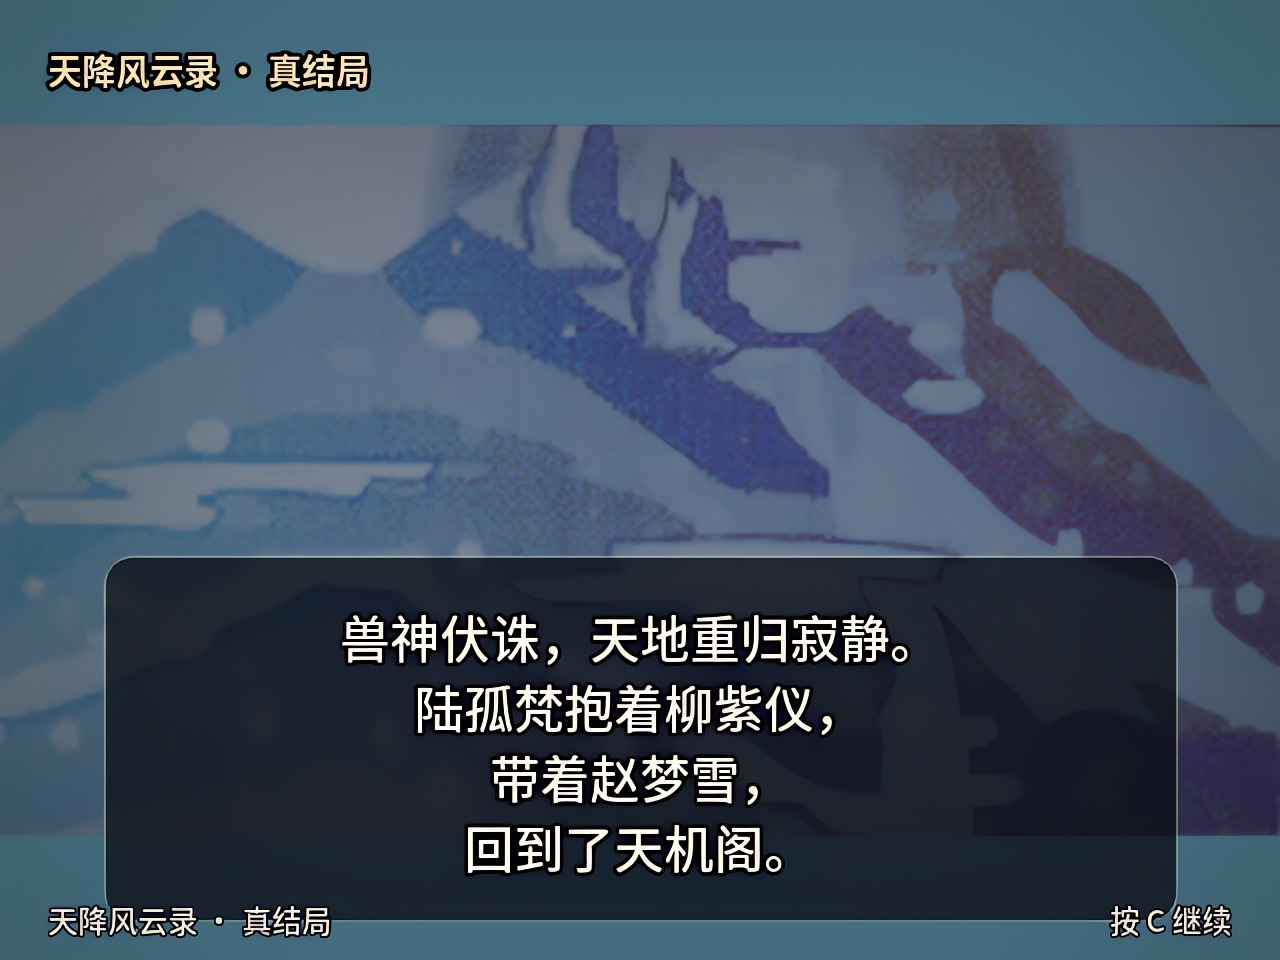 天降风云录 · 真结局
兽神伏诛，天地重归寂静。
陆孤梵抱着柳紫仪，
带着赵梦雪，
回到了天机阁。
天降风云录 · 真结局
按 C 继续